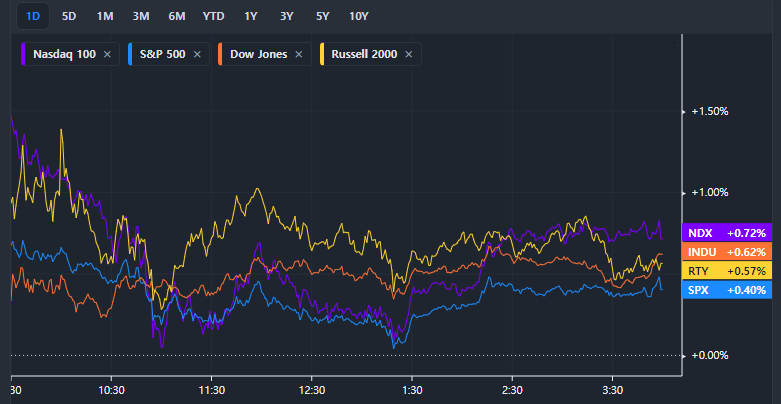 1D 5D 1M 3M 6M YTD 1Y 3Y 5Y 10Y
Nasdaq 100 × S&P 500 × Dow Jones × Russell 2000 ×
+1.50%
+1.00%
NDX +0.72%
INDU +0.62%
RTY +0.57%
SPX +0.40%
+0.00%
:30 10:30 11:30 12:30 1:30 2:30 3:30